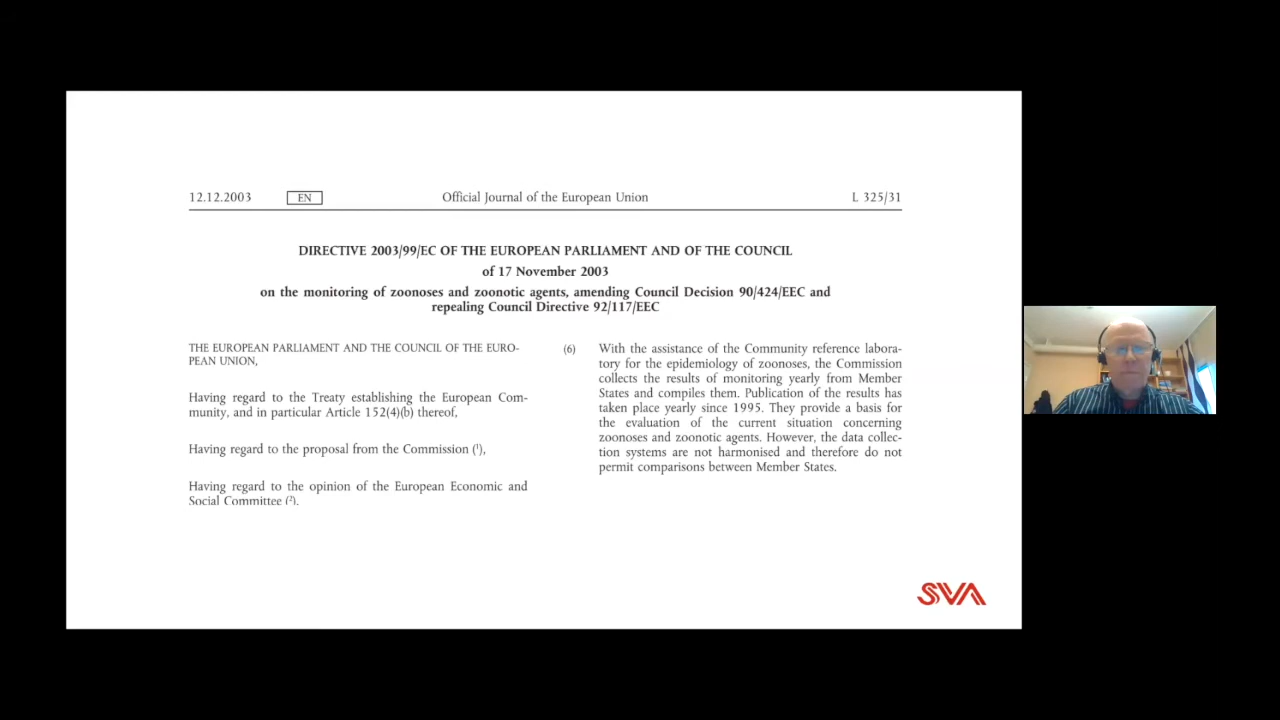 12.12.2003 EN Official Journal of the European Union L 325/31
DIRECTIVE 2003/99/EC OF THE EUROPEAN PARLIAMENT AND OF THE COUNCIL
of 17 November 2003
on the monitoring of zoonoses and zoonotic agents, amending Council Decision 90/424/EEC and
repealing Council Directive 92/117/EEC
THE EUROPEAN PARLIAMENT AND THE COUNCIL OF THE EURO-
PEAN UNION,
Having regard to the Treaty establishing the European Com-
munity, and in particular Article 152(4)(b) thereof,
Having regard to the proposal from the Commission (¹),
Having regard to the opinion of the European Economic and
Social Committee (²),
(6) With the assistance of the Community reference labora-
tory for the epidemiology of zoonoses, the Commission
collects the results of monitoring yearly from Member
States and compiles them. Publication of the results has
taken place yearly since 1995. They provide a basis for
the evaluation of the current situation concerning
zoonoses and zoonotic agents. However, the data collec-
tion systems are not harmonised and therefore do not
permit comparisons between Member States.
SVA